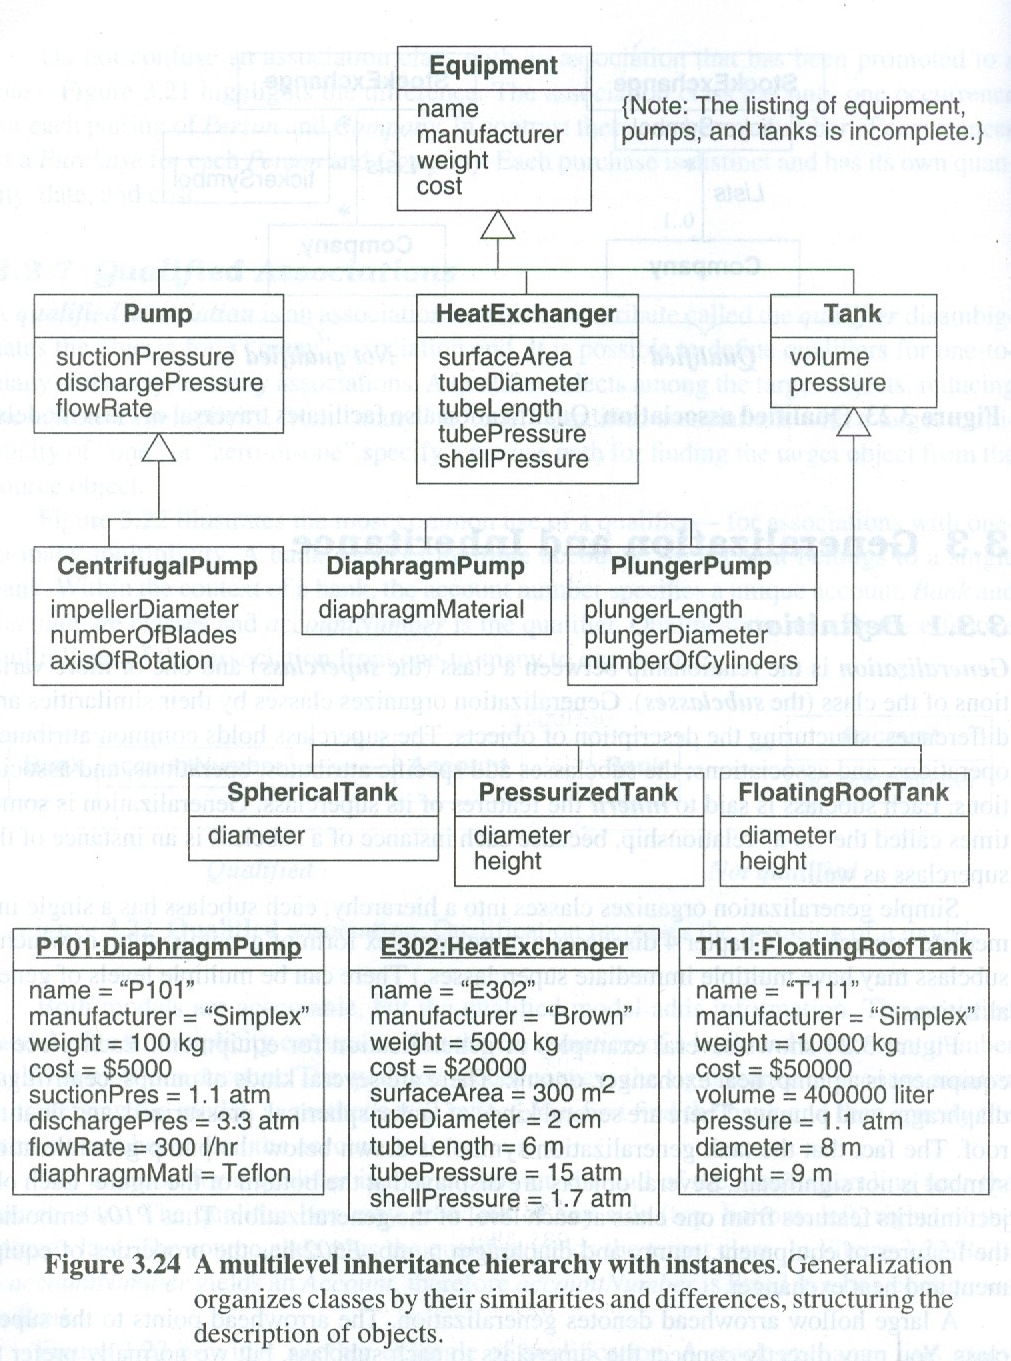 Equipment
name
manufacturer
weight
cost
{Note: The listing of equipment,
pumps, and tanks is incomplete.}
Pump
suctionPressure
dischargePressure
flowRate
HeatExchanger
surfaceArea
tubeDiameter
tubeLength
tubePressure
shellPressure
Tank
volume
pressure
CentrifugalPump
impellerDiameter
numberOfBlades
axisOfRotation
DiaphragmPump
diaphragmMaterial
PlungerPump
plungerLength
plungerDiameter
numberOfCylinders
SphericalTank
diameter
PressurizedTank
diameter
height
FloatingRoofTank
diameter
height
P101:DiaphragmPump
name = “P101”
manufacturer = “Simplex”
weight = 100 kg
cost = $5000
suctionPres = 1.1 atm
dischargePres = 3.3 atm
flowRate = 300 l/hr
diaphragmMatl = Teflon
E302:HeatExchanger
name = “E302”
manufacturer = “Brown”
weight = 5000 kg
cost = $20000
surfaceArea = 300 m²
tubeDiameter = 2 cm
tubeLength = 6 m
tubePressure = 15 atm
shellPressure = 1.7 atm
T111:FloatingRoofTank
name = “T111”
manufacturer = “Simplex”
weight = 10000 kg
cost = $50000
volume = 400000 liter
pressure = 1.1 atm
diameter = 8 m
height = 9 m
Figure 3.24 A multilevel inheritance hierarchy with instances. Generalization
organizes classes by their similarities and differences, structuring the
description of objects.